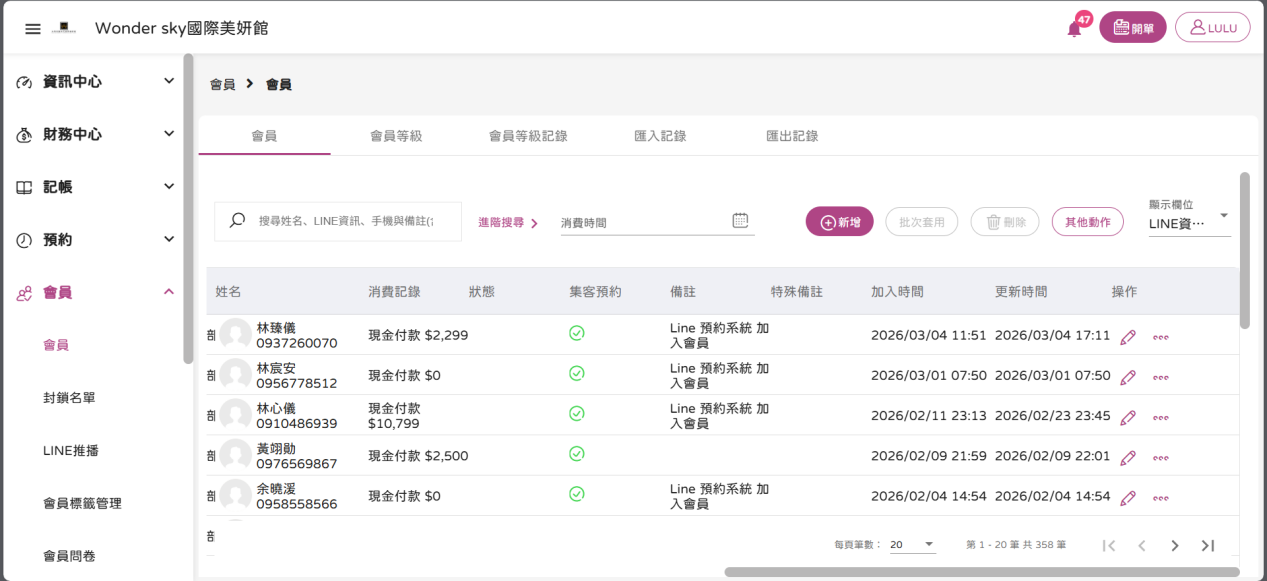 Wonder sky國際美妍館
47
開單
LULU
資訊中心
財務中心
記帳
預約
會員
會員
封鎖名單
LINE推播
會員標籤管理
會員問卷
會員 > 會員
會員 會員等級 會員等級記錄 匯入記錄 匯出記錄
搜尋姓名、LINE資訊、手機與備註(
進階搜尋
消費時間
新增
批次套用
刪除
其他動作
顯示欄位
LINE資…
姓名 消費記錄 狀態 集客預約 備註 特殊備註 加入時間 更新時間 操作
林臻儀
0937260070
現金付款 $2,299
Line 預約系統 加
入會員
2026/03/04 11:51 2026/03/04 17:11
林宸安
0956778512
現金付款 $0
Line 預約系統 加
入會員
2026/03/01 07:50 2026/03/01 07:50
林心儀
0910486939
現金付款
$10,799
Line 預約系統 加
入會員
2026/02/11 23:13 2026/02/23 23:45
黃翊勛
0976569867
現金付款 $2,500
2026/02/09 21:59 2026/02/09 22:01
余曉湲
0958558566
現金付款 $0
Line 預約系統 加
入會員
2026/02/04 14:54 2026/02/04 14:54
每頁筆數： 20
第 1 - 20 筆 共 358 筆